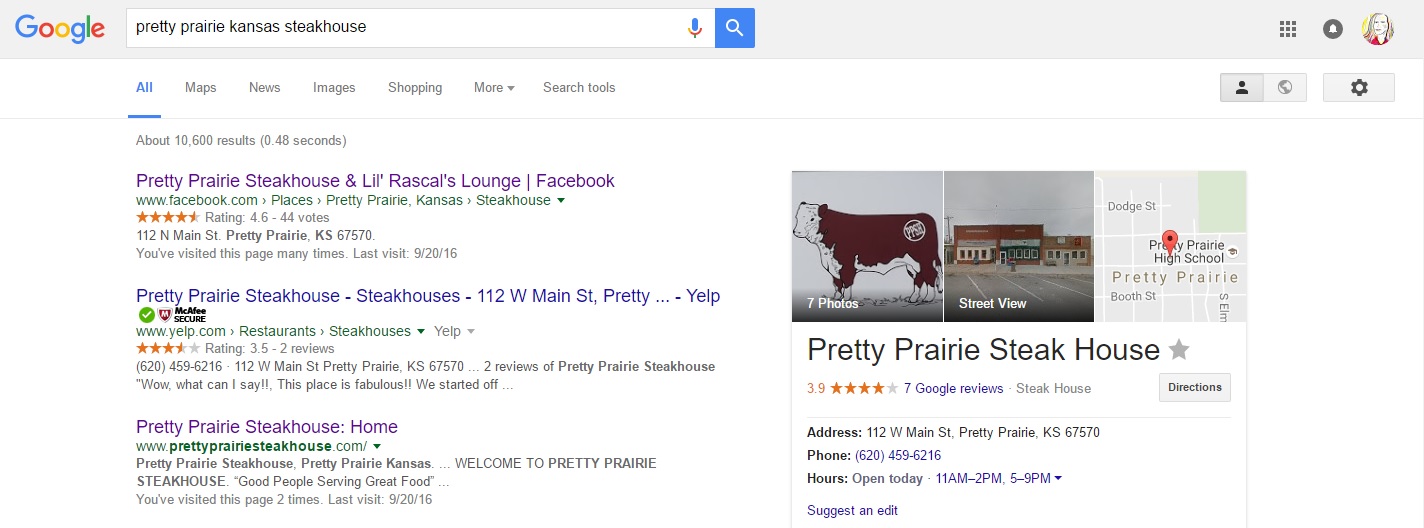 Google
pretty prairie kansas steakhouse
All Maps News Images Shopping More Search tools
About 10,600 results (0.48 seconds)
Pretty Prairie Steakhouse & Lil' Rascal's Lounge | Facebook
www.facebook.com › Places › Pretty Prairie, Kansas › Steakhouse
Rating: 4.6 - 44 votes
112 N Main St. Pretty Prairie, KS 67570.
You've visited this page many times. Last visit: 9/20/16
Pretty Prairie Steakhouse - Steakhouses - 112 W Main St, Pretty ... - Yelp
McAfee
SECURE
www.yelp.com › Restaurants › Steakhouses Yelp
Rating: 3.5 - 2 reviews
(620) 459-6216 · 112 W Main St Pretty Prairie, KS 67570 ... 2 reviews of Pretty Prairie Steakhouse
"Wow, what can I say!!, This place is fabulous!! We started off ...
Pretty Prairie Steakhouse: Home
www.prettyprairiesteakhouse.com/
Pretty Prairie Steakhouse, Pretty Prairie Kansas. ... WELCOME TO PRETTY PRAIRIE
STEAKHOUSE. “Good People Serving Great Food” ...
You've visited this page 2 times. Last visit: 9/20/16
PPSH
7 Photos
Street View
Dodge St
Pretty Prairie
High School
Pretty Prairie
Booth St
S Elm
Pretty Prairie Steak House
3.9 7 Google reviews · Steak House
Directions
Address: 112 W Main St, Pretty Prairie, KS 67570
Phone: (620) 459-6216
Hours: Open today · 11AM–2PM, 5–9PM
Suggest an edit